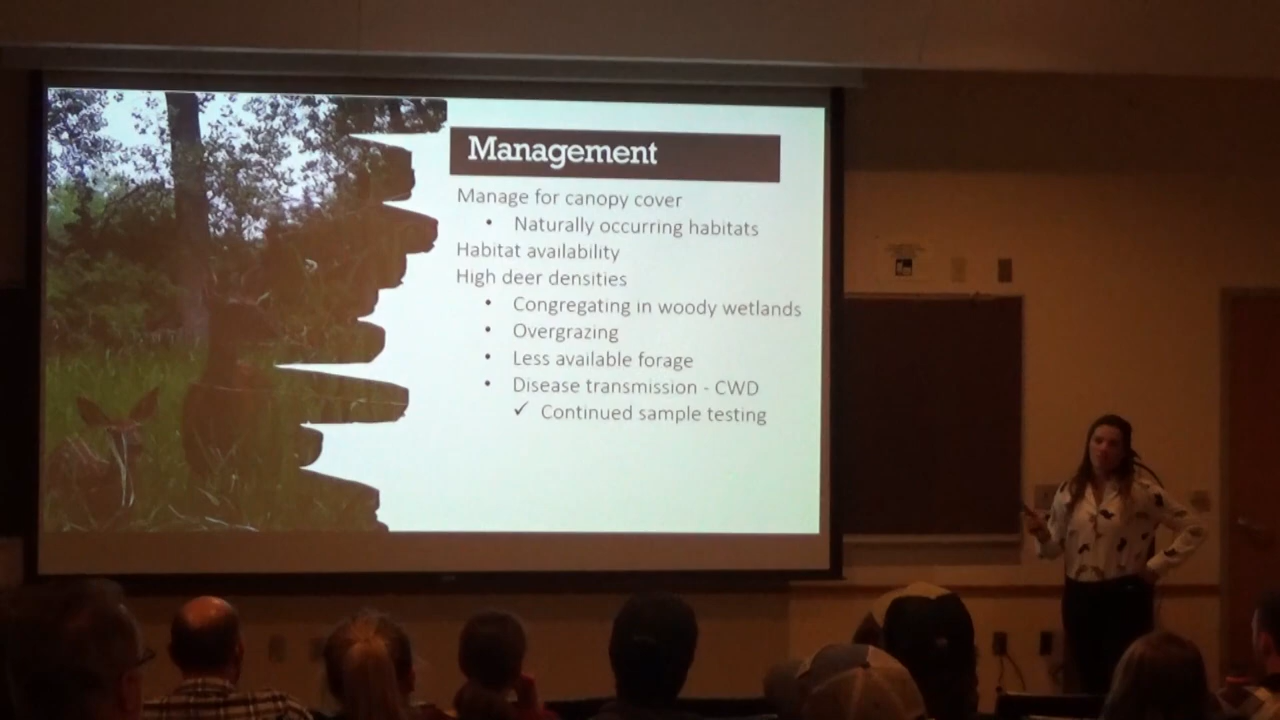 Management
Manage for canopy cover
• Naturally occurring habitats
Habitat availability
High deer densities
• Congregating in woody wetlands
• Overgrazing
• Less available forage
• Disease transmission - CWD
✓ Continued sample testing